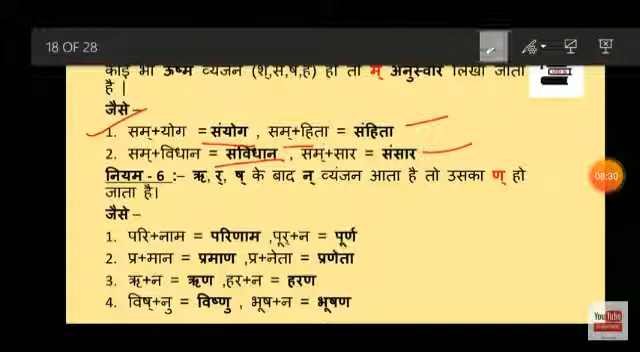 18 OF 28
कोई भी ऊष्म व्यंजन (श्,स,ष,ह) हो तो म् अनुस्वार लिखा जाता
है |
जैसे –
1. सम्+योग = संयोग , सम्+हिता = संहिता
2. सम्+विधान = संविधान , सम्+सार = संसार
नियम - 6 :- ऋ, र्, ष् के बाद न् व्यंजन आता है तो उसका ण् हो
जाता है।
जैसे –
1. परि+नाम = परिणाम ,पूर्+न = पूर्ण
2. प्र+मान = प्रमाण ,प्र+नेता = प्रणेता
3. ऋ+न = ऋण ,हर+न = हरण
4. विष्+नु = विष्णु , भूष+न = भूषण
08:30
YouTube